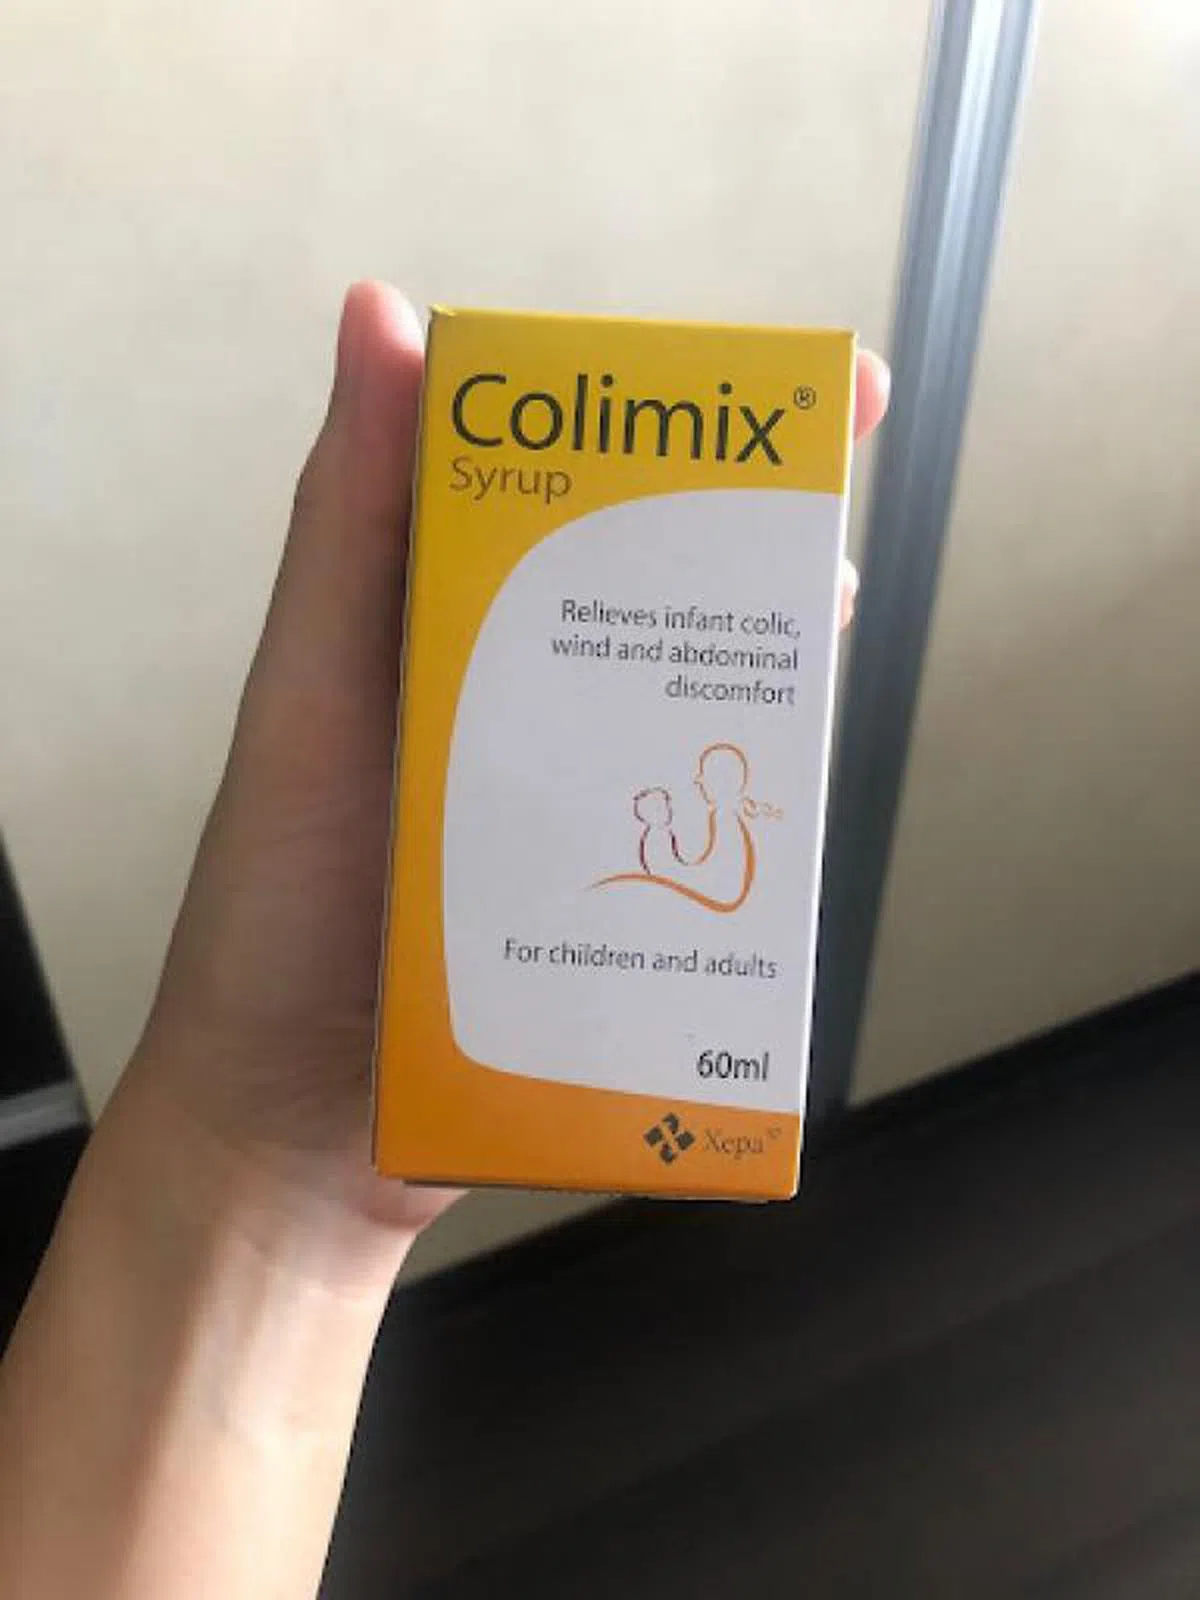 Colimix®
Syrup
Relieves infant colic,
wind and abdominal
discomfort
For children and adults
60ml
Xepa